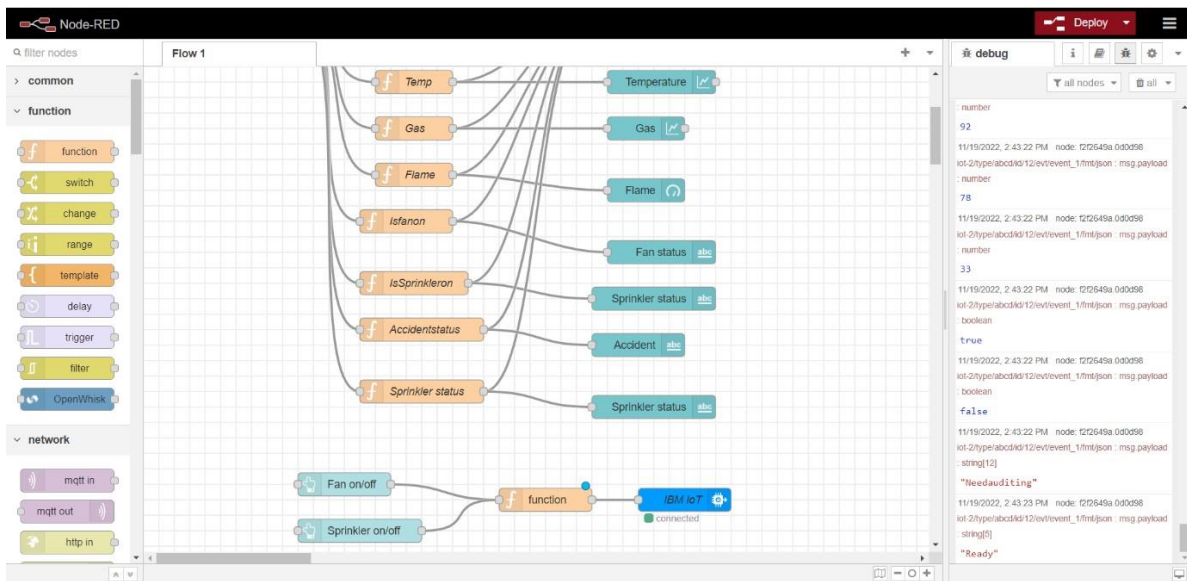 Node-RED
Deploy
filter nodes
Flow 1
debug
i
common
all nodes
all
function
function
switch
change
range
template
delay
trigger
filter
OpenWhisk
network
mqtt in
mqtt out
http in
Temp
Temperature
Gas
Gas
Flame
Flame
Isfanon
Fan status abc
IsSprinkleron
Sprinkler status abc
Accidentstatus
Accident abc
Sprinkler status
Sprinkler status abc
Fan on/off
function
IBM IoT
connected
Sprinkler on/off
number
92
11/19/2022, 2:43:22 PM node: f2f2649a.0d0d98
iot-2/type/abcd/id/12/evt/event_1/fmt/json : msg.payload
: number
78
11/19/2022, 2:43:22 PM node: f2f2649a.0d0d98
iot-2/type/abcd/id/12/evt/event_1/fmt/json : msg.payload
: number
33
11/19/2022, 2:43:22 PM node: f2f2649a.0d0d98
iot-2/type/abcd/id/12/evt/event_1/fmt/json : msg.payload
: boolean
true
11/19/2022, 2:43:22 PM node: f2f2649a.0d0d98
iot-2/type/abcd/id/12/evt/event_1/fmt/json : msg.payload
: boolean
false
11/19/2022, 2:43:22 PM node: f2f2649a.0d0d98
iot-2/type/abcd/id/12/evt/event_1/fmt/json : msg.payload
: string[12]
"Needauditing"
11/19/2022, 2:43:23 PM node: f2f2649a.0d0d98
iot-2/type/abcd/id/12/evt/event_1/fmt/json : msg.payload
: string[5]
"Ready"